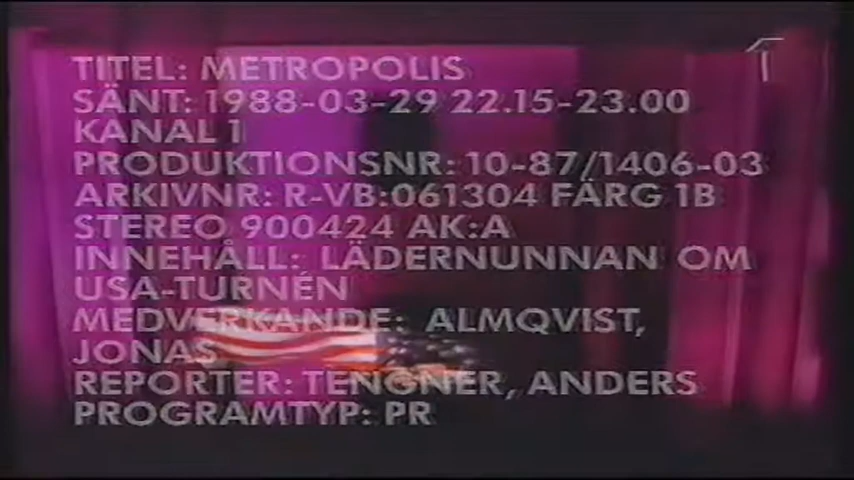 TITEL: METROPOLIS
SÄNT: 1988-03-29 22.15-23.00
KANAL 1
PRODUKTIONSNR: 10-87/1406-03
ARKIVNR: R-VB:061304 FÄRG 1B
STEREO 900424 AK:A
INNEHÅLL: LÄDERNUNNAN OM
USA-TURNÉN
MEDVERKANDE: ALMQVIST,
JONAS
REPORTER: TENGNER, ANDERS
PROGRAMTYP: PR